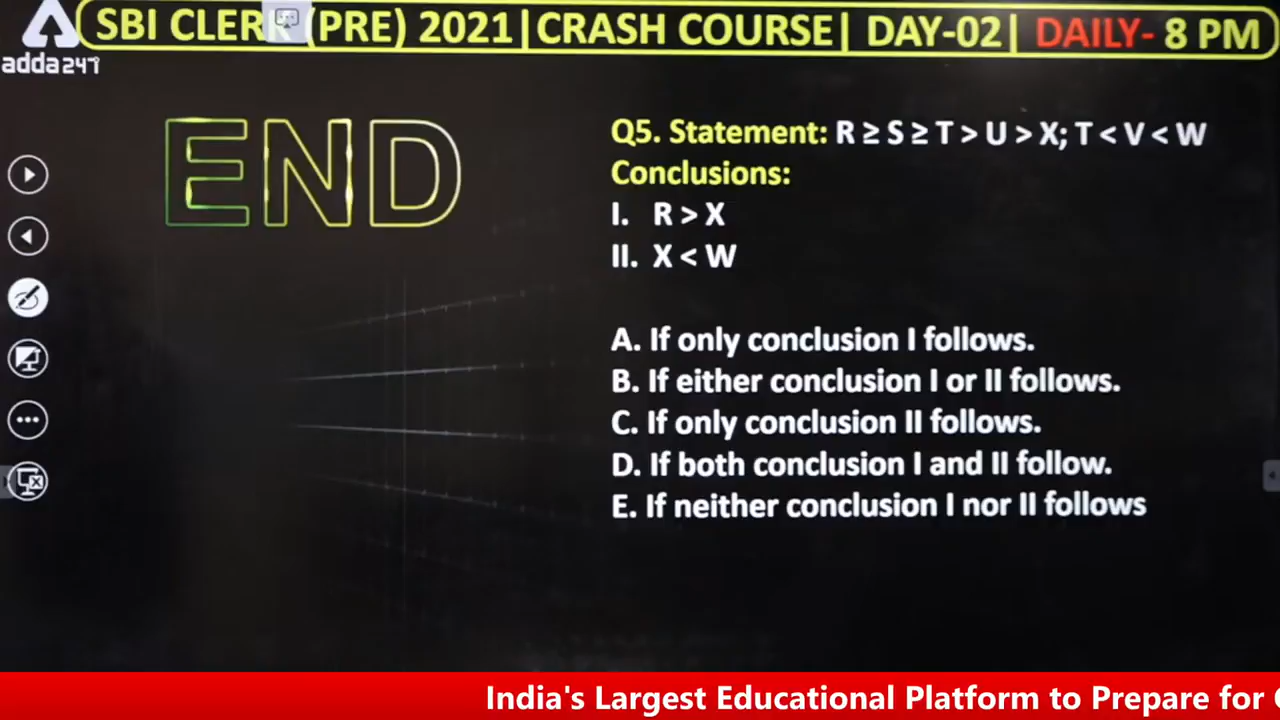 SBI CLERK (PRE) 2021|CRASH COURSE| DAY-02| DAILY- 8 PM
adda247
END
Q5. Statement: R ≥ S ≥ T > U > X; T < V < W
Conclusions:
I. R > X
II. X < W
A. If only conclusion I follows.
B. If either conclusion I or II follows.
C. If only conclusion II follows.
D. If both conclusion I and II follow.
E. If neither conclusion I nor II follows
India's Largest Educational Platform to Prepare for